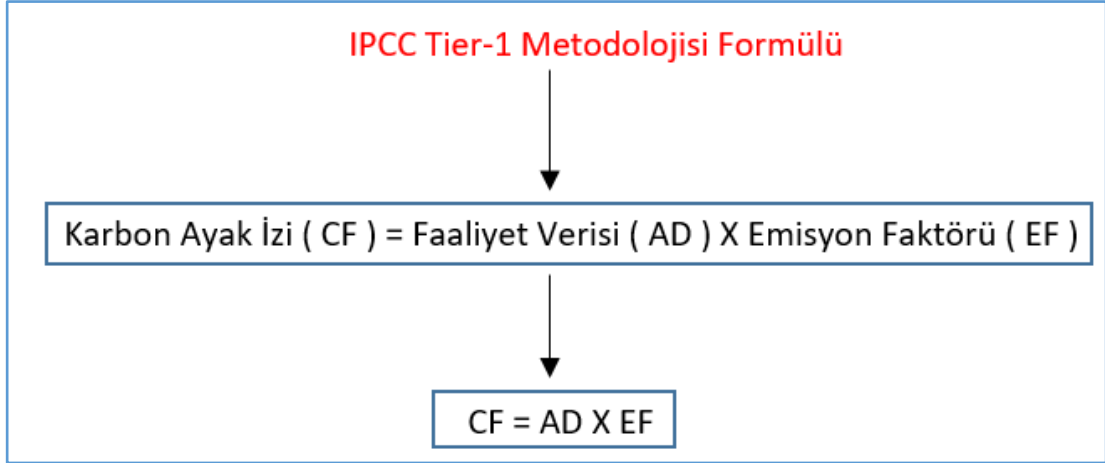 IPCC Tier-1 Metodolojisi Formülü
Karbon Ayak İzi ( CF ) = Faaliyet Verisi ( AD ) X Emisyon Faktörü ( EF )
CF = AD X EF